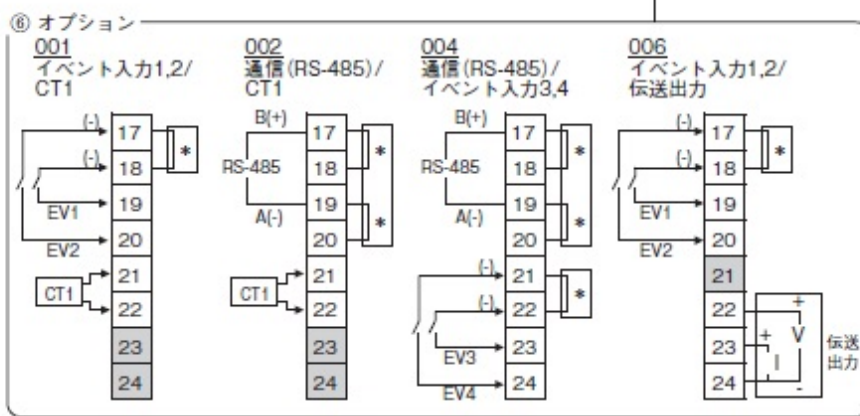 ⑥ オプション
001
イベント入力1,2/
CT1
(-)
(-)
EV1
EV2
CT1
17
18
19
20
21
22
23
24
*
002
通信(RS-485)/
CT1
B(+)
RS-485
A(-)
CT1
17
18
19
20
21
22
23
24
*
*
004
通信(RS-485)/
イベント入力3,4
B(+)
RS-485
A(-)
(-)
(-)
EV3
EV4
17
18
19
20
21
22
23
24
*
*
*
006
イベント入力1,2/
伝送出力
(-)
(-)
EV1
EV2
17
18
19
20
21
22
23
24
*
+
+
V
I
-
伝送
出力